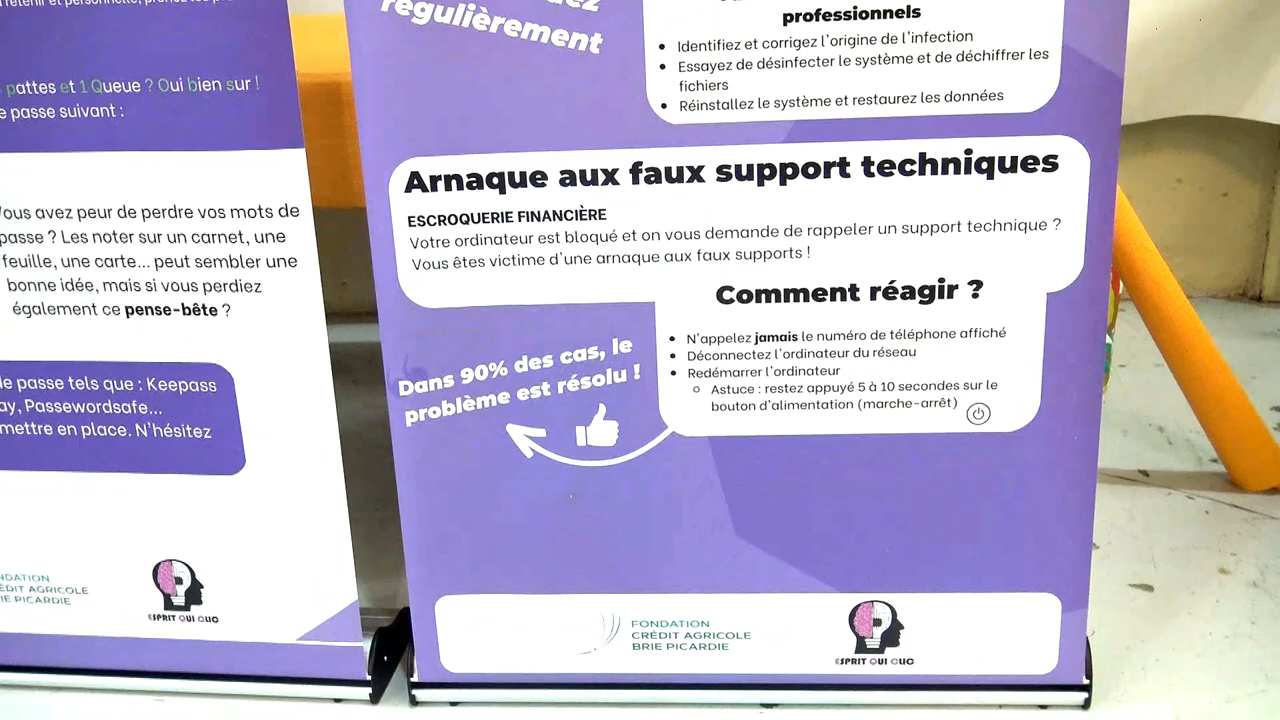 pattes et 1 Queue ? Oui bien sur !
passe suivant :
Vous avez peur de perdre vos mots de
passe ? Les noter sur un carnet, une
feuille, une carte... peut sembler une
bonne idée, mais si vous perdiez
également ce pense-bête ?
de passe tels que : Keepass
Passewordsafe...
mettre en place. N'hésitez
FONDATION
CRÉDIT AGRICOLE
BRIE PICARDIE
ESPRIT QUI CLIC
régulièrement
professionnels
• Identifiez et corrigez l'origine de l'infection
• Essayez de désinfecter le système et de déchiffrer les
fichiers
• Réinstallez le système et restaurez les données
Arnaque aux faux support techniques
ESCROQUERIE FINANCIÈRE
Votre ordinateur est bloqué et on vous demande de rappeler un support technique ?
Vous êtes victime d'une arnaque aux faux supports !
Comment réagir ?
• N'appelez jamais le numéro de téléphone affiché
• Déconnectez l'ordinateur du réseau
• Redémarrer l'ordinateur
○ Astuce : restez appuyé 5 à 10 secondes sur le
bouton d'alimentation (marche-arrêt)
Dans 90% des cas, le
problème est résolu !
FONDATION
CRÉDIT AGRICOLE
BRIE PICARDIE
ESPRIT QUI CLIC